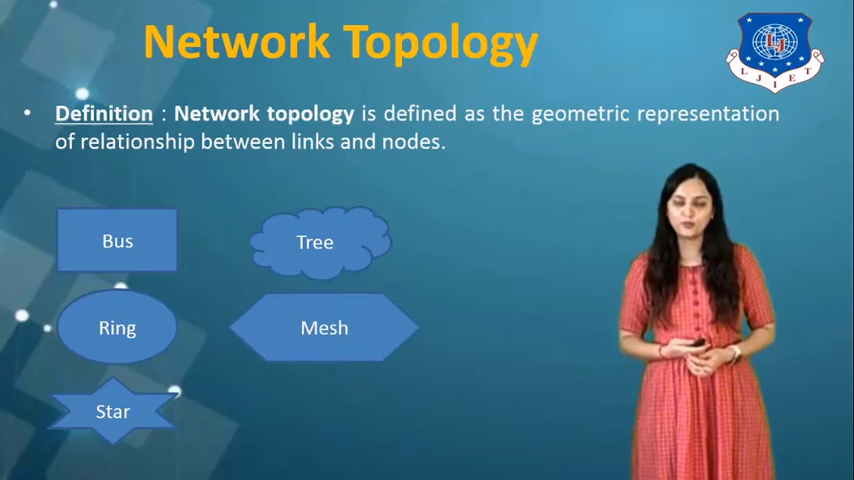 Network Topology
LJIET
• Definition : Network topology is defined as the geometric representation
of relationship between links and nodes.
Bus
Tree
Ring
Mesh
Star